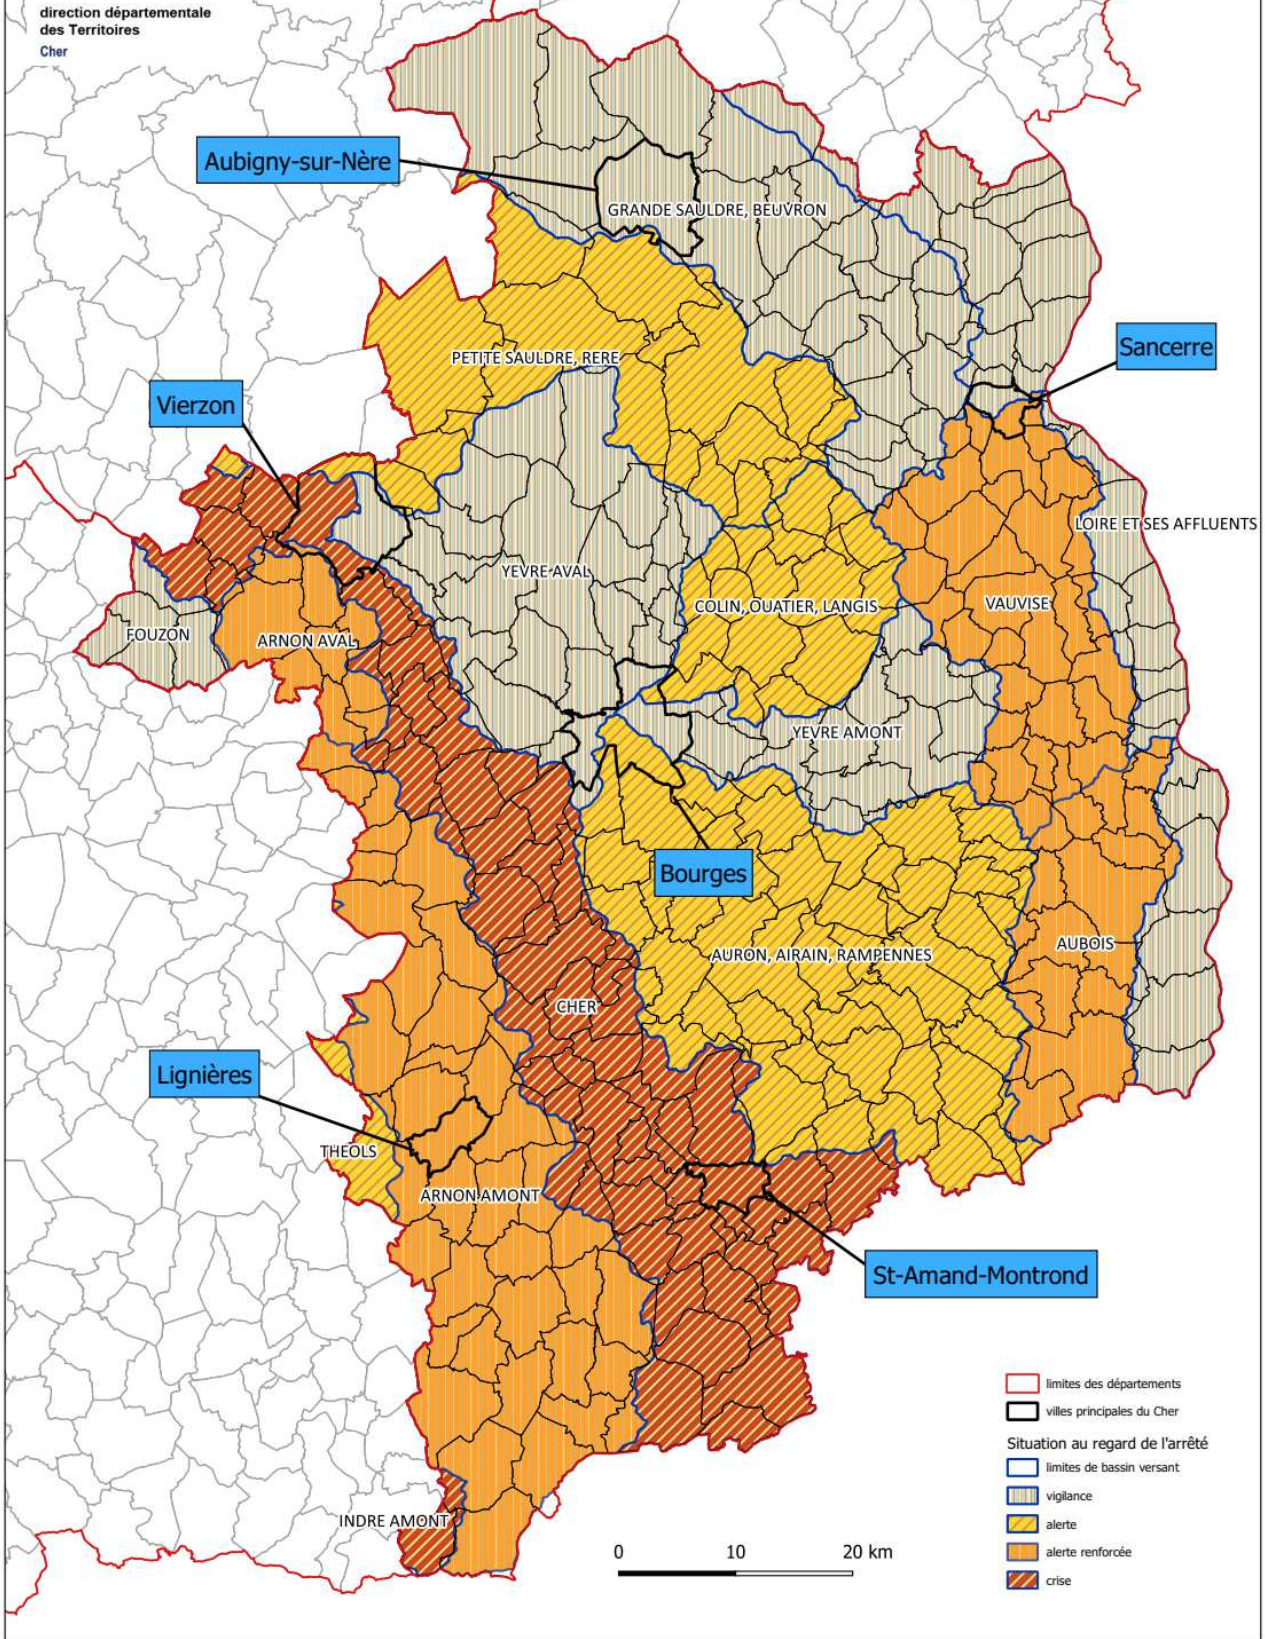 direction départementale
des Territoires
Cher
Aubigny-sur-Nère
GRANDE SAULDRE, BEUVRON
Sancerre
PETITE SAULDRE, RERE
Vierzon
LOIRE ET SES AFFLUENTS
YEVRE AVAL
COLIN, OUATIER, LANGIS
VAUVISE
FOUZON
ARNON AVAL
YEVRE AMONT
Bourges
AUBOIS
AURON, AIRAIN, RAMPENNES
CHER
Lignières
THEOLS
ARNON AMONT
St-Amand-Montrond
limites des départements
villes principales du Cher
Situation au regard de l'arrêté
limites de bassin versant
vigilance
alerte
alerte renforcée
crise
INDRE AMONT
0 10 20 km